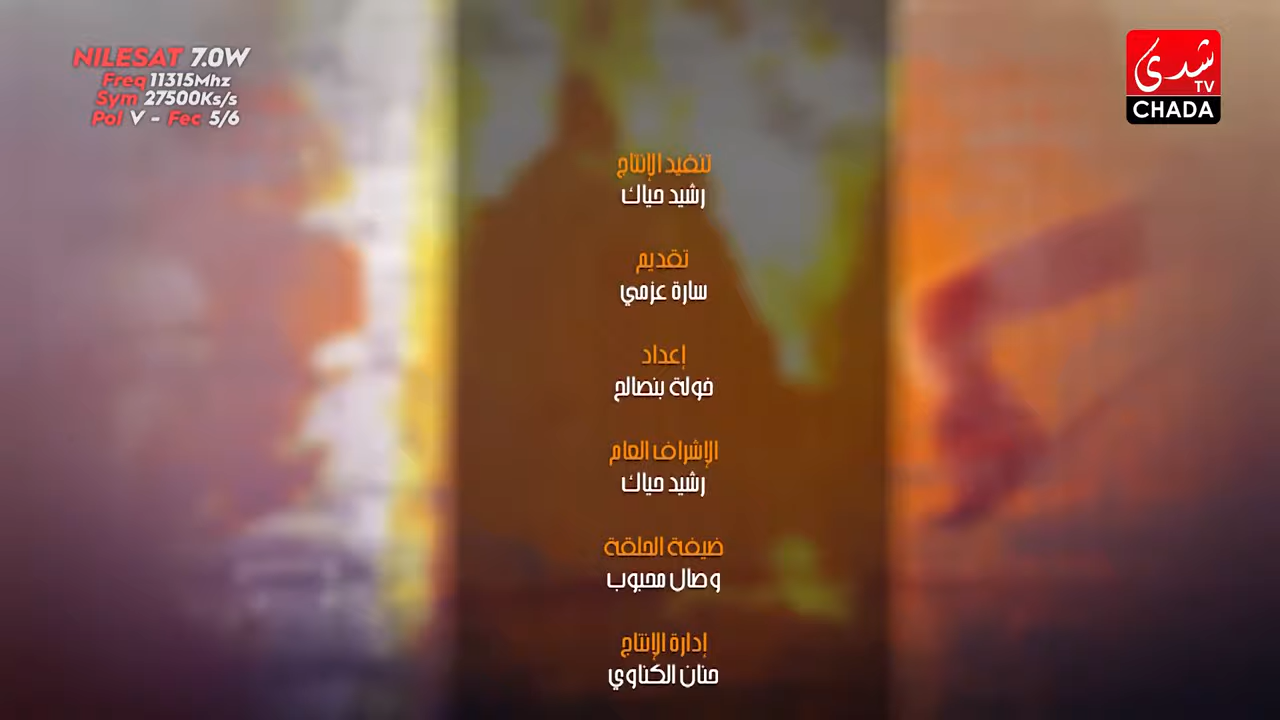 NILESAT 7.0W
Freq 11315Mhz
Sym 27500Ks/s
Pol V - Fec 5/6
شدى
TV
CHADA
تنفيد الإنتاج
رشيد حياك
تقديم
سارة عزمي
إعداد
خولة بنصالح
الإشراف العام
رشيد حياك
ضيفة الحلقة
وصال محبوب
إدارة الإنتاج
حنان الكناوي